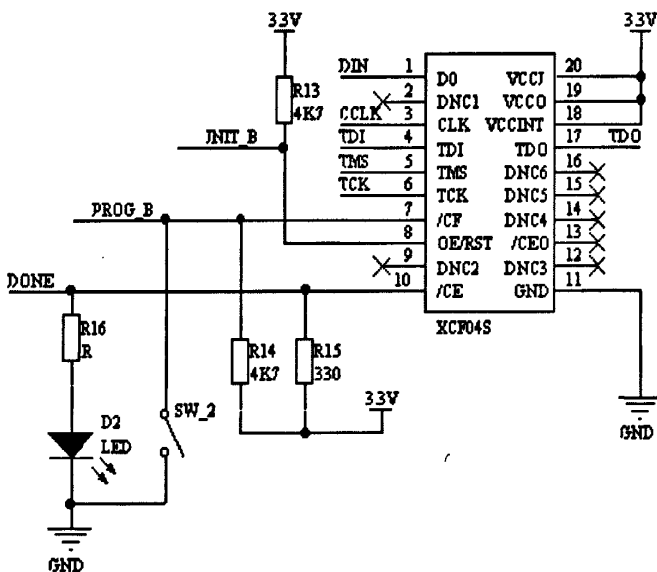 33V
33V
R13
4K7
DIN
1
D0
VCCJ
20
2
DNC1
VCCO
19
CCLK
3
CLK
VCCINT
18
JNIT_B
TDI
4
TDI
TDO
17
TDO
TMS
5
TMS
DNC6
16
TCK
6
TCK
DNC5
15
PROG_B
7
/CF
DNC4
14
8
OE/RST
/CEO
13
9
DNC2
DNC3
12
DONE
10
/CE
GND
11
XCF04S
R16
R
R14
4K7
R15
330
33V
D2
LED
SW_2
GND
GND